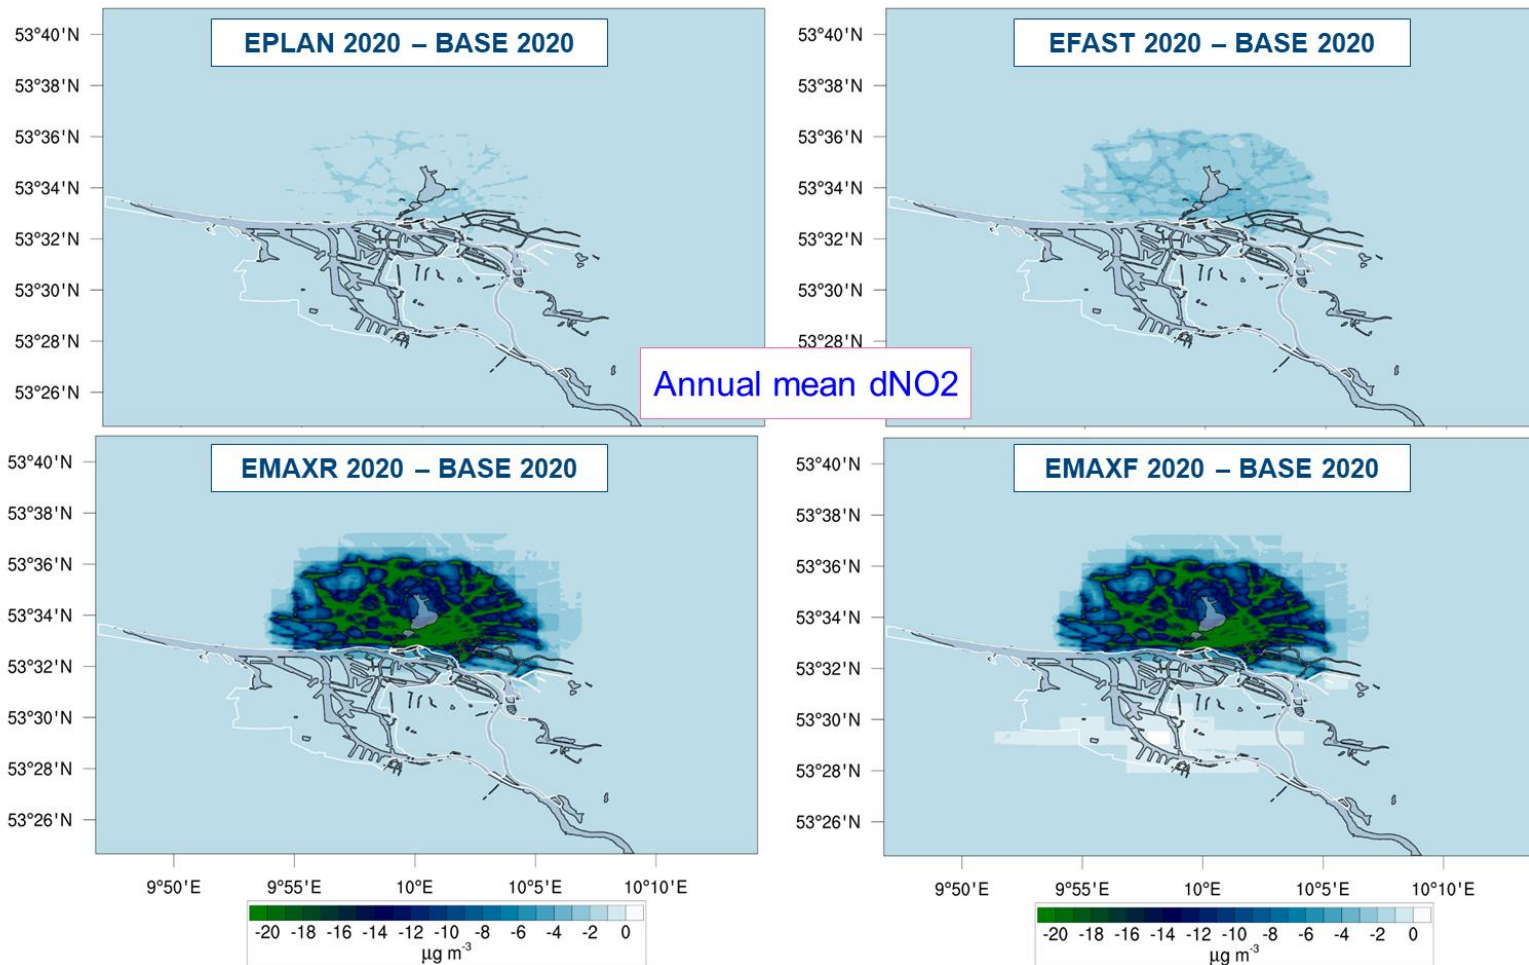 EPLAN 2020 – BASE 2020
53°40'N
53°38'N
53°36'N
53°34'N
53°32'N
53°30'N
53°28'N
53°26'N
EFAST 2020 – BASE 2020
53°40'N
53°38'N
53°36'N
53°34'N
53°32'N
53°30'N
53°28'N
53°26'N
Annual mean dNO2
EMAXR 2020 – BASE 2020
53°40'N
53°38'N
53°36'N
53°34'N
53°32'N
53°30'N
53°28'N
53°26'N
9°50'E 9°55'E 10°E 10°5'E 10°10'E
-20 -18 -16 -14 -12 -10 -8 -6 -4 -2 0
µg m⁻³
EMAXF 2020 – BASE 2020
53°40'N
53°38'N
53°36'N
53°34'N
53°32'N
53°30'N
53°28'N
53°26'N
9°50'E 9°55'E 10°E 10°5'E 10°10'E
-20 -18 -16 -14 -12 -10 -8 -6 -4 -2 0
µg m⁻³